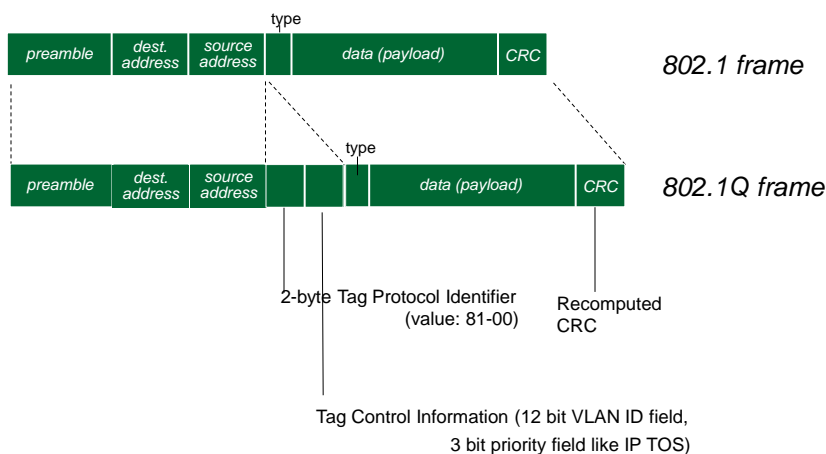 type
preamble
dest.
address
source
address
data (payload)
CRC
802.1 frame
type
preamble
dest.
address
source
address
data (payload)
CRC
802.1Q frame
2-byte Tag Protocol Identifier
(value: 81-00)
Recomputed
CRC
Tag Control Information (12 bit VLAN ID field,
3 bit priority field like IP TOS)